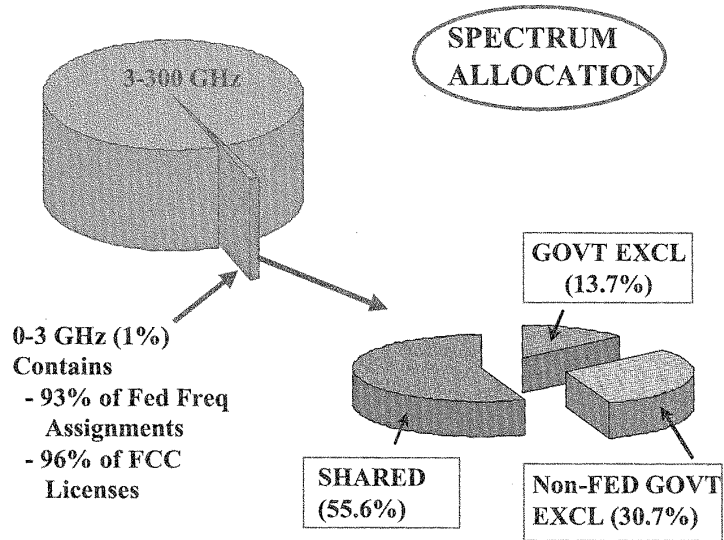 SPECTRUM
ALLOCATION
3-300 GHz
GOVT EXCL
(13.7%)
0-3 GHz (1%)
Contains
- 93% of Fed Freq
Assignments
- 96% of FCC
Licenses
SHARED
(55.6%)
Non-FED GOVT
EXCL (30.7%)